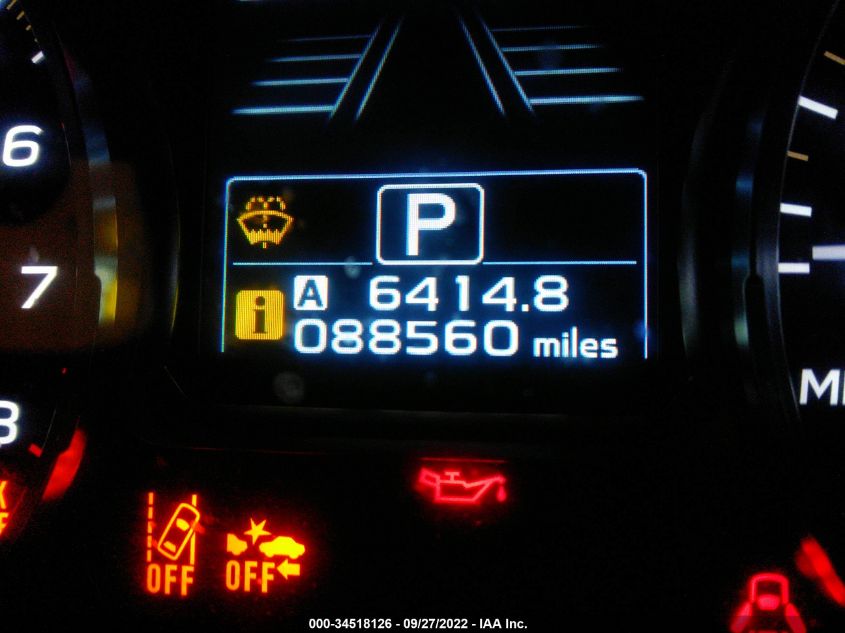 6
P
7
A 6414.8
088560 miles
8
OFF
OFF
000-34518126 - 09/27/2022 - IAA Inc.